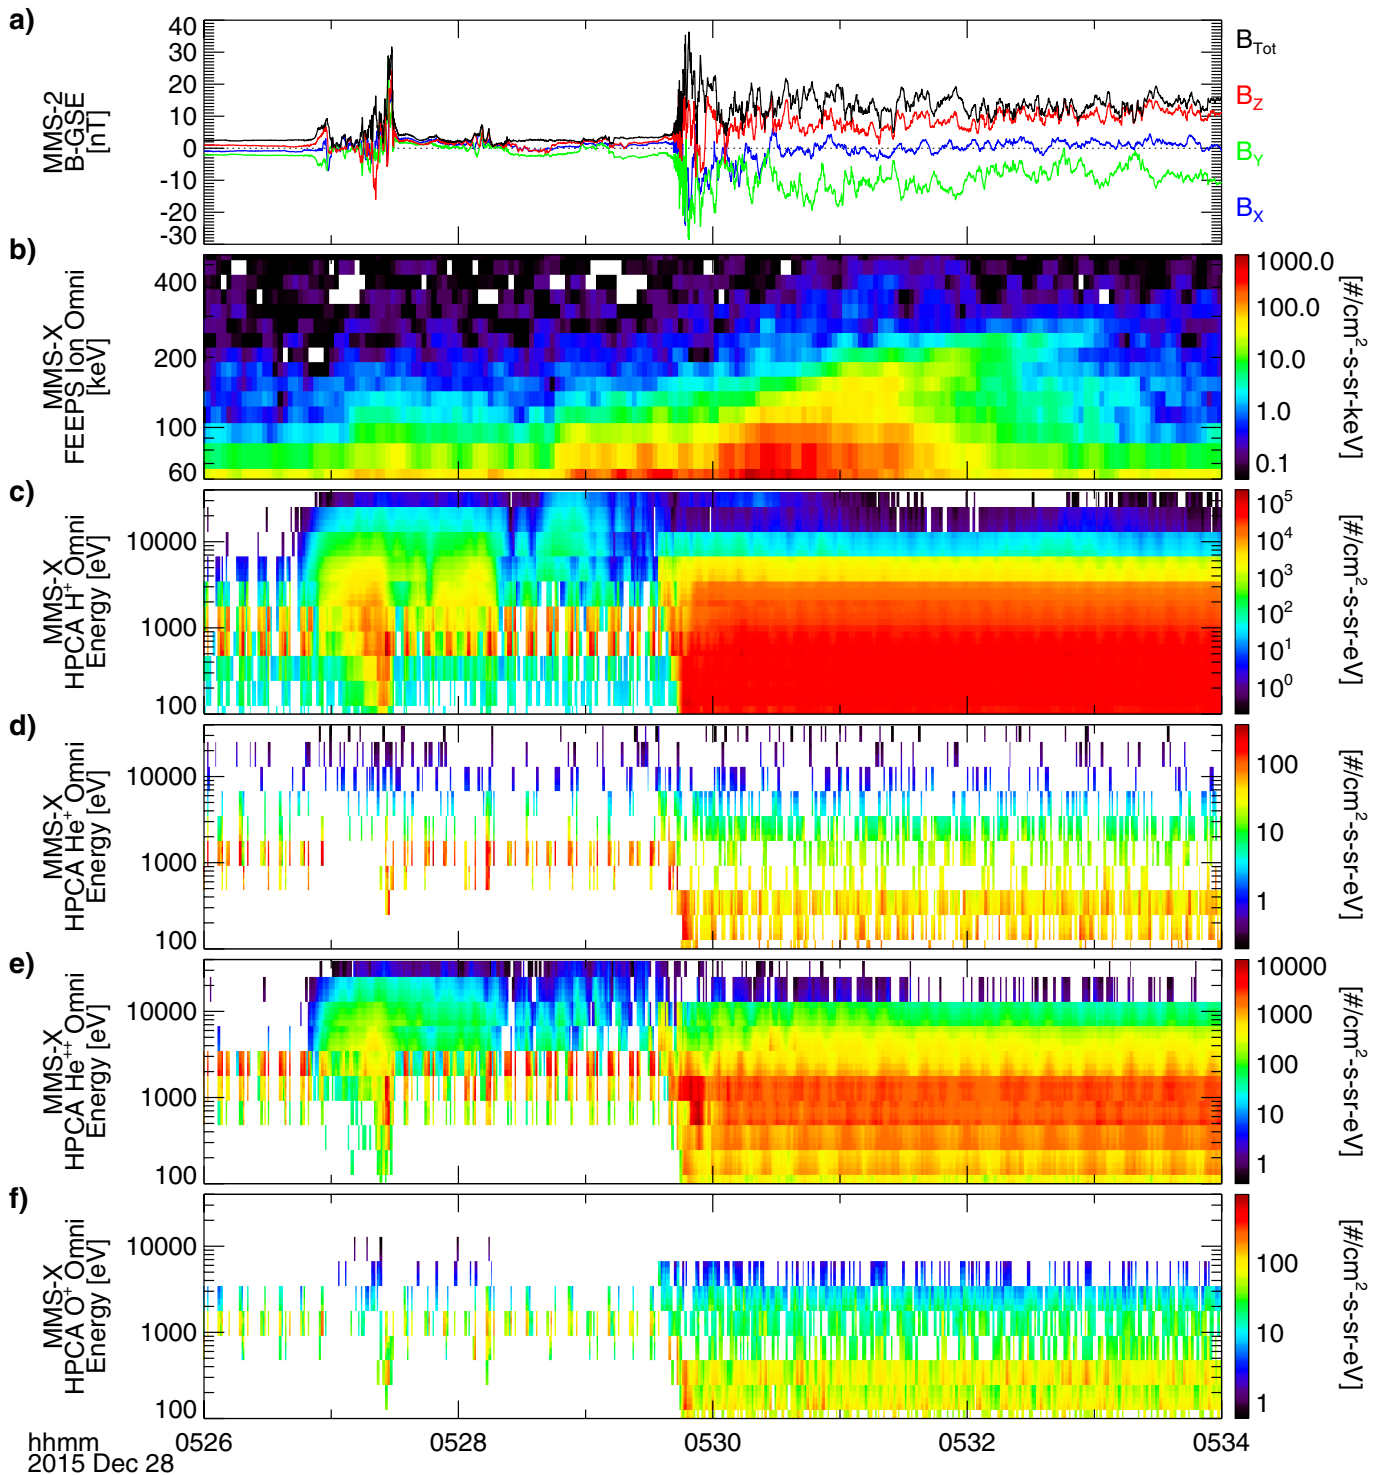 a)
MMS-2
B-GSE
[nT]
40
30
20
10
0
-10
-20
-30
B_Tot
B_Z
B_Y
B_X
b)
MMS-X
FEEPS Ion Omni
[keV]
400
200
100
60
1000.0
100.0
10.0
1.0
0.1
[#/cm²-s-sr-keV]
c)
MMS-X
HPCA H⁺ Omni
Energy [eV]
10000
1000
100
10⁵
10⁴
10³
10²
10¹
10⁰
[#/cm²-s-sr-eV]
d)
MMS-X
HPCA He⁺ Omni
Energy [eV]
10000
1000
100
100
10
1
[#/cm²-s-sr-eV]
e)
MMS-X
HPCA He⁺⁺ Omni
Energy [eV]
10000
1000
100
10000
1000
100
10
1
[#/cm²-s-sr-eV]
f)
MMS-X
HPCA O⁺ Omni
Energy [eV]
10000
1000
100
100
10
1
[#/cm²-s-sr-eV]
hhmm 0526 0528 0530 0532 0534
2015 Dec 28